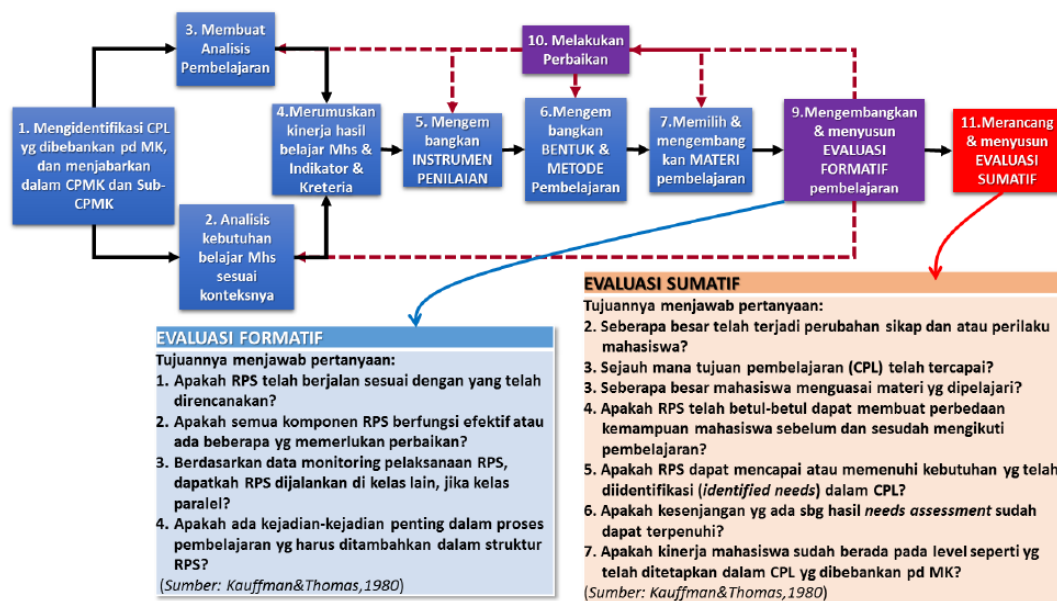 3. Membuat
Analisis
Pembelajaran
10. Melakukan
Perbaikan
1. Mengidentifikasi CPL
yg dibebankan pd MK,
dan menjabarkan
dalam CPMK dan Sub-
CPMK
4.Merumuskan
kinerja hasil
belajar Mhs &
Indikator &
Kreteria
5. Mengem
bangkan
INSTRUMEN
PENILAIAN
6.Mengem
bangkan
BENTUK &
METODE
Pembelajaran
7.Memilih &
mengembang
kan MATERI
pembelajaran
9.Mengembangkan
& menyusun
EVALUASI
FORMATIF
pembelajaran
11.Merancang
& menyusun
EVALUASI
SUMATIF
2. Analisis
kebutuhan
belajar Mhs
sesuai
konteksnya
EVALUASI FORMATIF
Tujuannya menjawab pertanyaan:
1. Apakah RPS telah berjalan sesuai dengan yang telah
direncanakan?
2. Apakah semua komponen RPS berfungsi efektif atau
ada beberapa yg memerlukan perbaikan?
3. Berdasarkan data monitoring pelaksanaan RPS,
dapatkah RPS dijalankan di kelas lain, jika kelas
paralel?
4. Apakah ada kejadian-kejadian penting dalam proses
pembelajaran yg harus ditambahkan dalam struktur
RPS?
(Sumber: Kauffman&Thomas,1980)
EVALUASI SUMATIF
Tujuannya menjawab pertanyaan:
2. Seberapa besar telah terjadi perubahan sikap dan atau perilaku
mahasiswa?
3. Sejauh mana tujuan pembelajaran (CPL) telah tercapai?
3. Seberapa besar mahasiswa menguasai materi yg dipelajari?
4. Apakah RPS telah betul-betul dapat membuat perbedaan
kemampuan mahasiswa sebelum dan sesudah mengikuti
pembelajaran?
5. Apakah RPS dapat mencapai atau memenuhi kebutuhan yg telah
diidentifikasi (identified needs) dalam CPL?
6. Apakah kesenjangan yg ada sbg hasil needs assessment sudah
dapat terpenuhi?
7. Apakah kinerja mahasiswa sudah berada pada level seperti yg
telah ditetapkan dalam CPL yg dibebankan pd MK?
(Sumber: Kauffman&Thomas,1980)